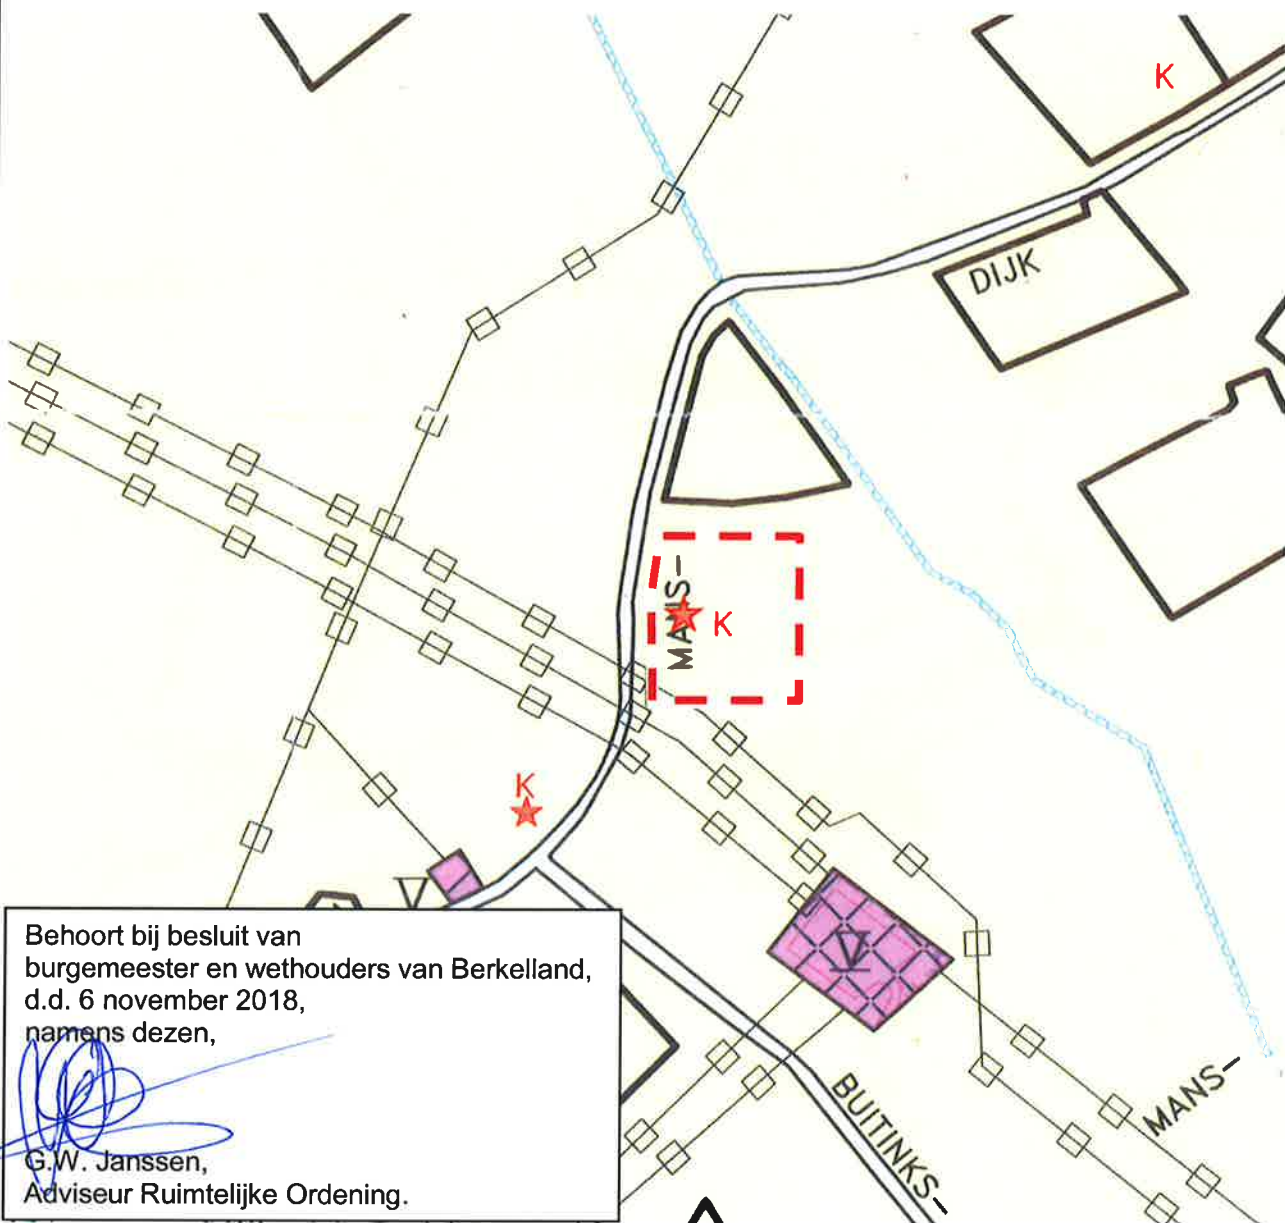 K
DIJK
MANS-
K
K
V
V
Behoort bij besluit van
burgemeester en wethouders van Berkelland,
d.d. 6 november 2018,
namens dezen,
G.W. Janssen,
Adviseur Ruimtelijke Ordening.
BUITINKS-
MANS-